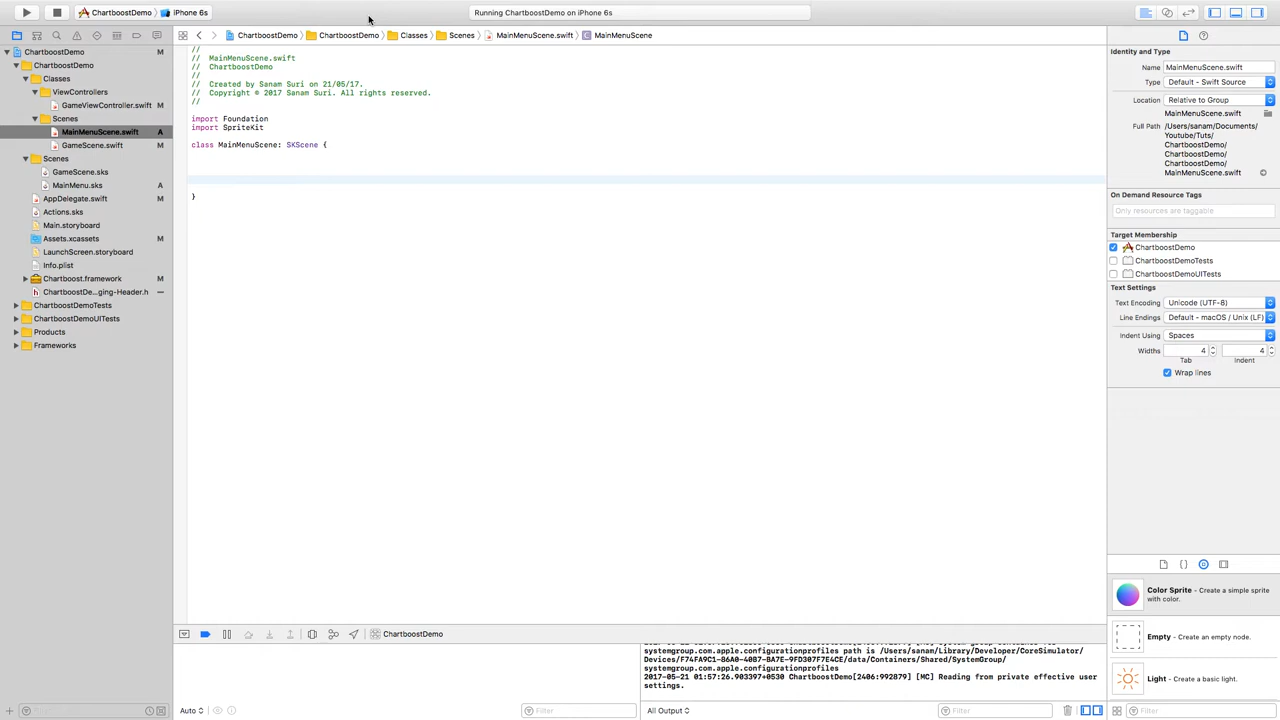 ChartboostDemo > iPhone 6s
Running ChartboostDemo on iPhone 6s
ChartboostDemo > ChartboostDemo > Classes > Scenes > MainMenuScene.swift > C MainMenuScene
ChartboostDemo M
ChartboostDemo
Classes
ViewControllers
GameViewController.swift M
Scenes
MainMenuScene.swift A
GameScene.swift M
Scenes
GameScene.sks
MainMenu.sks A
AppDelegate.swift M
Actions.sks
Main.storyboard
Assets.xcassets M
LaunchScreen.storyboard
Info.plist
Chartboost.framework M
ChartboostDe...ging-Header.h
ChartboostDemoTests
ChartboostDemoUITests
Products
Frameworks
Filter
//
// MainMenuScene.swift
// ChartboostDemo
//
// Created by Sanam Suri on 21/05/17.
// Copyright © 2017 Sanam Suri. All rights reserved.
//
import Foundation
import SpriteKit
class MainMenuScene: SKScene {
}
ChartboostDemo
systemgroup.com.apple.configurationprofiles path is /Users/sanam/Library/Developer/CoreSimulator/
Devices/F74FA9C1-86A0-40B7-BA7E-9FD307F7E4CE/data/Containers/Shared/SystemGroup/
systemgroup.com.apple.configurationprofiles
2017-05-21 01:57:26.903397+0530 ChartboostDemo[2406:992879] [MC] Reading from private effective user
settings.
Auto
Filter
All Output
Filter
Identity and Type
Name MainMenuScene.swift
Type Default - Swift Source
Location Relative to Group
MainMenuScene.swift
Full Path /Users/sanam/Documents/
Youtube/Tuts/
ChartboostDemo/
ChartboostDemo/
ChartboostDemo/
MainMenuScene.swift
On Demand Resource Tags
Only resources are taggable
Target Membership
ChartboostDemo
ChartboostDemoTests
ChartboostDemoUITests
Text Settings
Text Encoding Unicode (UTF-8)
Line Endings Default - macOS / Unix (LF)
Indent Using Spaces
Widths 4 4
Tab Indent
Wrap lines
Color Sprite - Create a simple sprite
with color.
Empty - Create an empty node.
Light - Create a basic light.
Filter